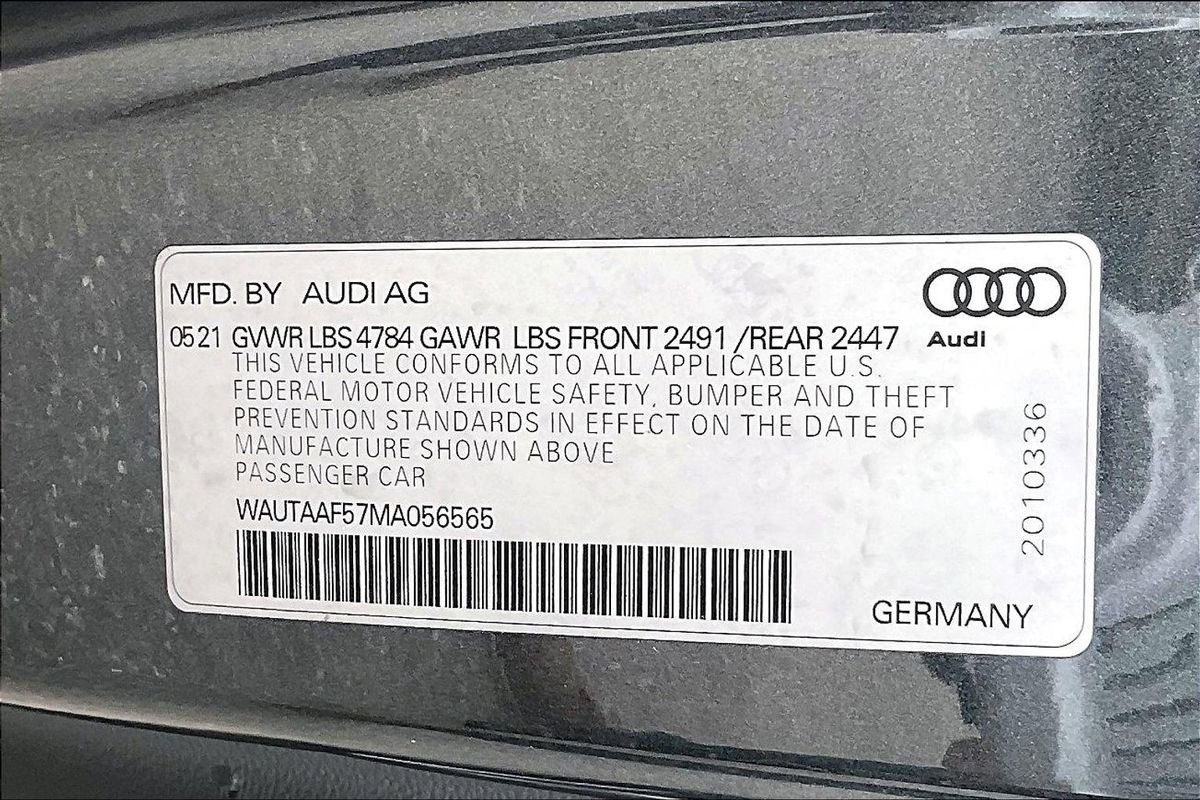 MFD. BY AUDI AG
Audi
0521 GVWR LBS 4784 GAWR LBS FRONT 2491 /REAR 2447
THIS VEHICLE CONFORMS TO ALL APPLICABLE U.S.
FEDERAL MOTOR VEHICLE SAFETY, BUMPER AND THEFT
PREVENTION STANDARDS IN EFFECT ON THE DATE OF
MANUFACTURE SHOWN ABOVE
PASSENGER CAR
WAUTAAF57MA056565
20103336
GERMANY